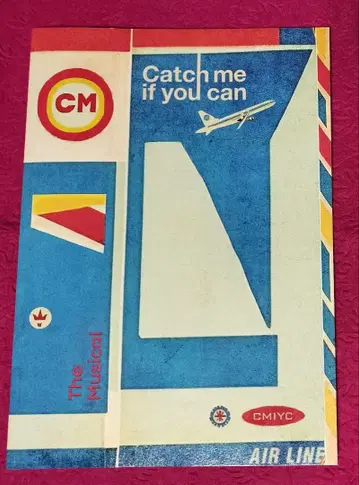 CM
Catch me
if you can
The
Musical
CMIYC
AIR LINE